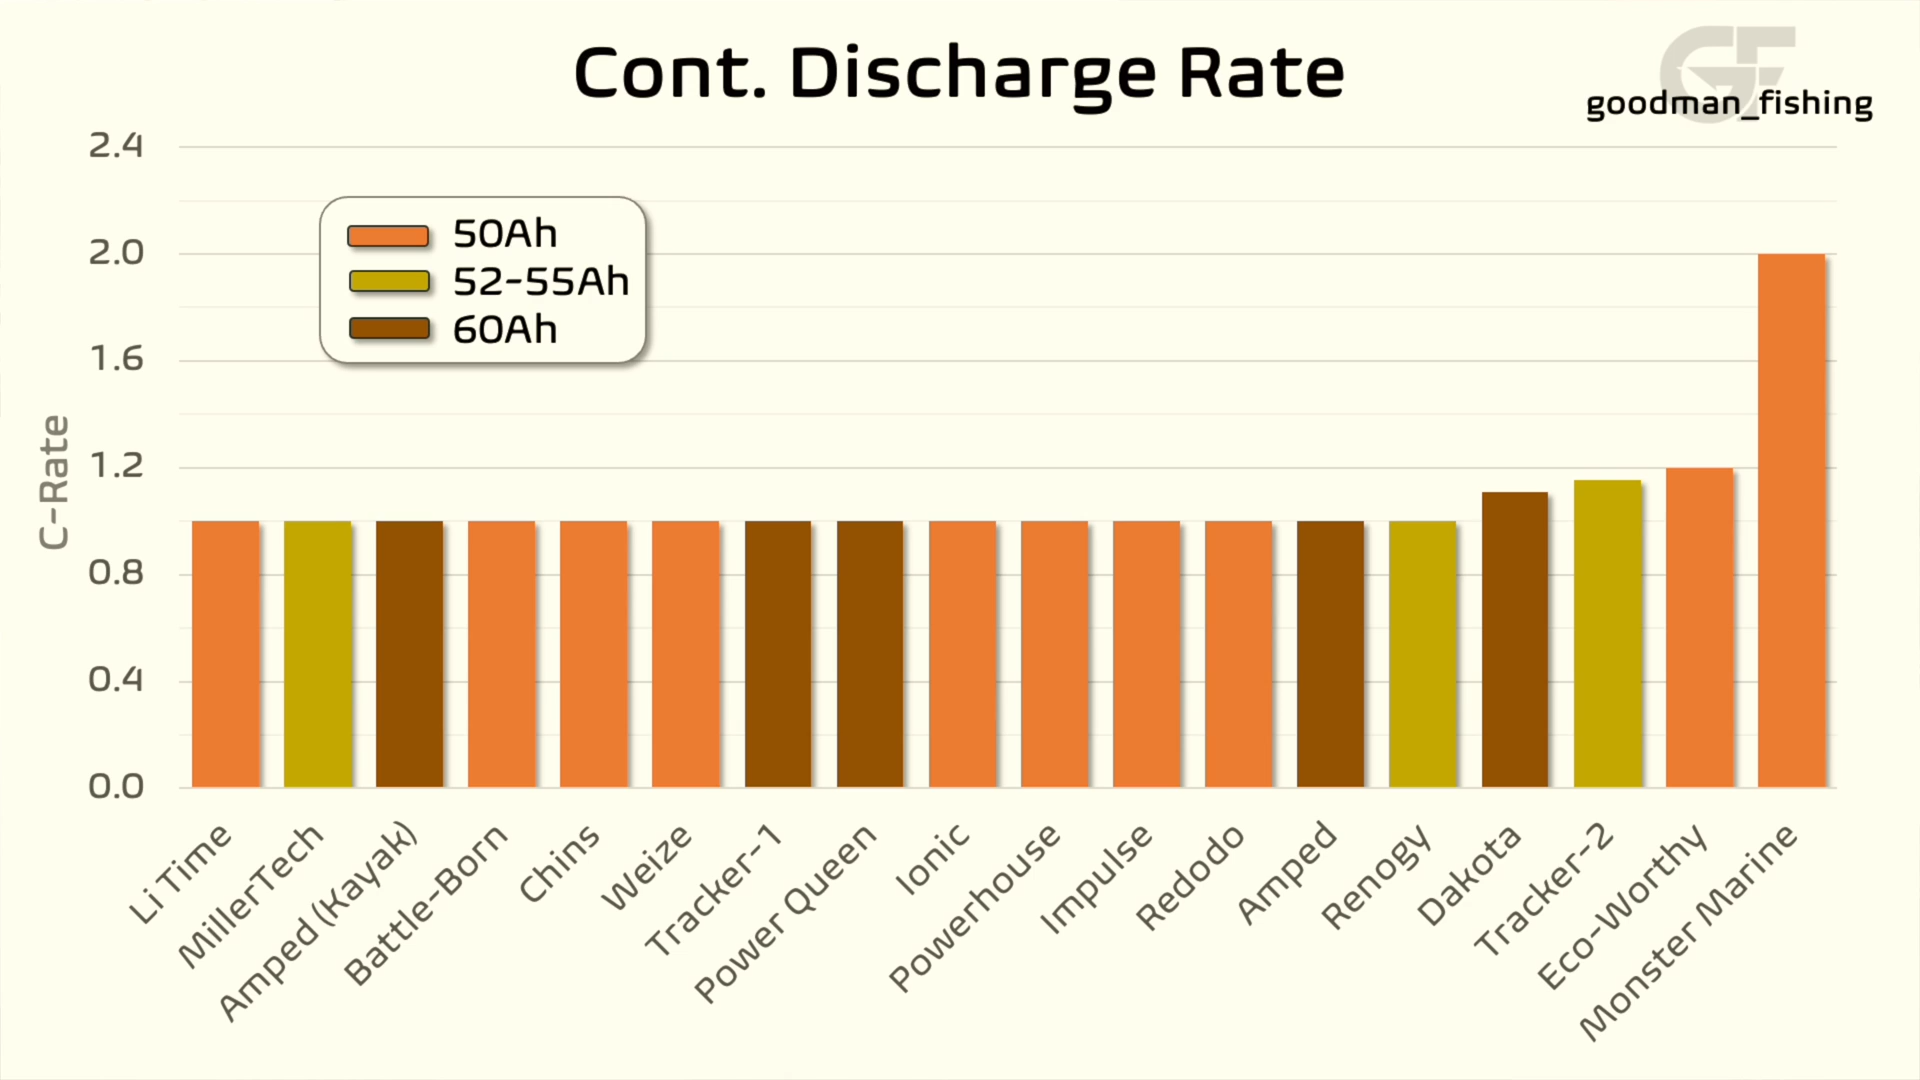 Cont. Discharge Rate
GF
goodman_fishing
2.4
2.0
1.6
1.2
0.8
0.4
0.0
C-Rate
50Ah
52-55Ah
60Ah
Li Time
MillerTech
Amped (Kayak)
Battle-Born
Chins
Weize
Tracker-1
Power Queen
Ionic
Powerhouse
Impulse
Redodo
Amped
Renogy
Dakota
Tracker-2
Eco-Worthy
Monster Marine